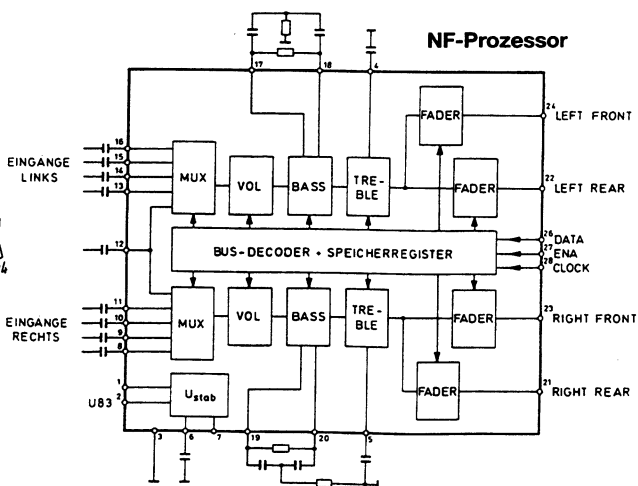 NF-Prozessor
17
18
4
24
LEFT FRONT
FADER
16
15
14
13
EINGANGE
LINKS
MUX
VOL
BASS
TRE-
BLE
FADER
22
LEFT REAR
12
BUS-DECODER + SPEICHERREGISTER
26
DATA
27
ENA
28
CLOCK
4
11
10
9
8
EINGANGE
RECHTS
MUX
VOL
BASS
TRE-
BLE
FADER
23
RIGHT FRONT
FADER
21
RIGHT REAR
1
U83
2
Ustab
3
6
7
19
20
5